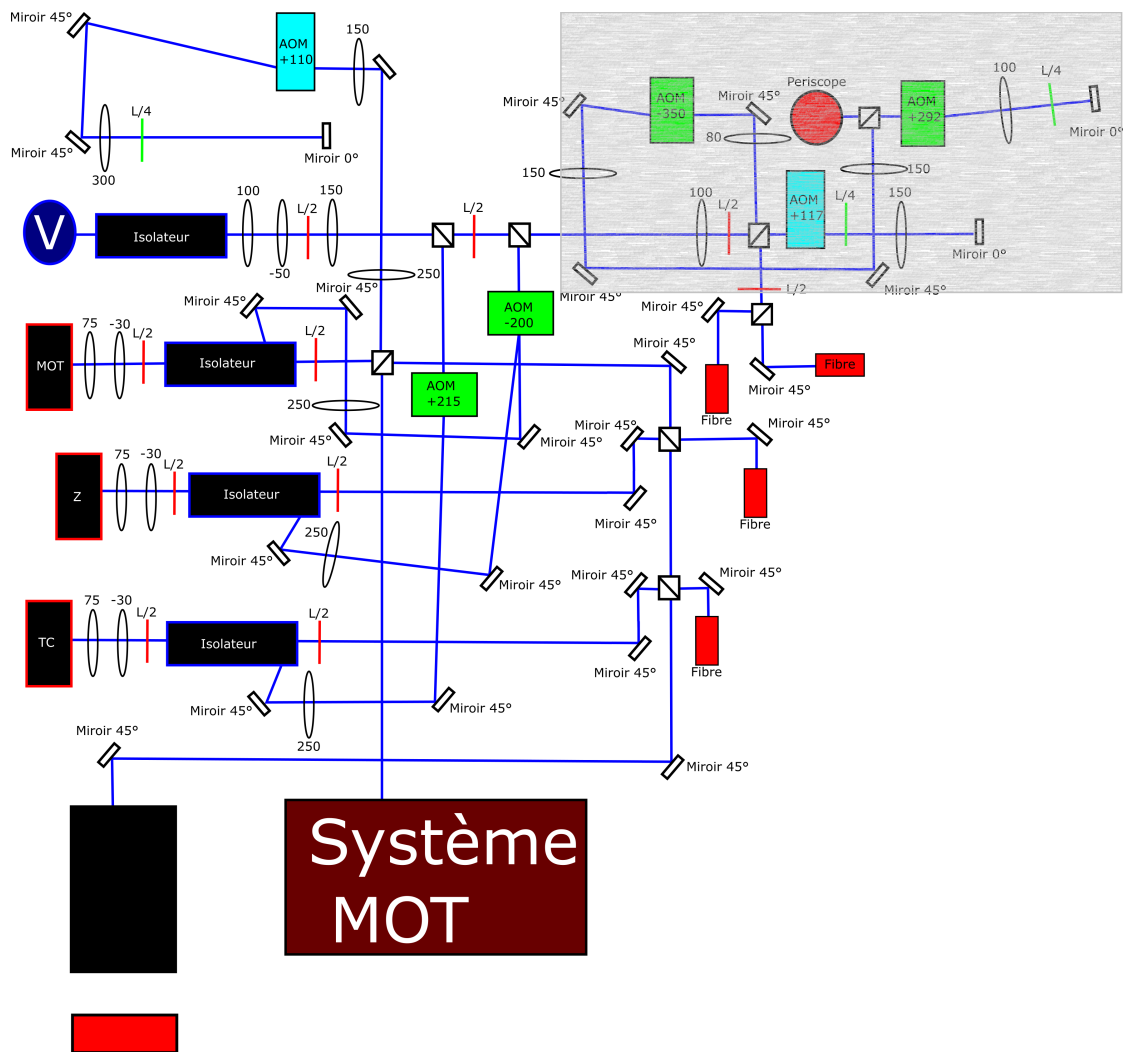 Miroir 45°
AOM
+110
150
L/4
Miroir 45°
300
Miroir 0°
Miroir 45°
AOM
-350
Miroir 45°
80
150
Periscope
AOM
+292
100
L/4
Miroir 0°
150
100
L/2
AOM
+117
L/4
150
Miroir 0°
Miroir 45°
Miroir 45°
L/2
V
Isolateur
100
-50
L/2
150
L/2
250
Miroir 45°
Miroir 45°
AOM
-200
Miroir 45°
MOT
75
-30
L/2
Isolateur
L/2
Miroir 45°
Fibre
Miroir 45°
Fibre
AOM
+215
250
Miroir 45°
Miroir 45°
Miroir 45°
Miroir 45°
Fibre
Z
75
-30
L/2
Isolateur
L/2
Miroir 45°
250
Miroir 45°
Miroir 45°
Miroir 45°
Miroir 45°
TC
75
-30
L/2
Isolateur
L/2
Miroir 45°
Fibre
Miroir 45°
250
Miroir 45°
Miroir 45°
Miroir 45°
Système
MOT